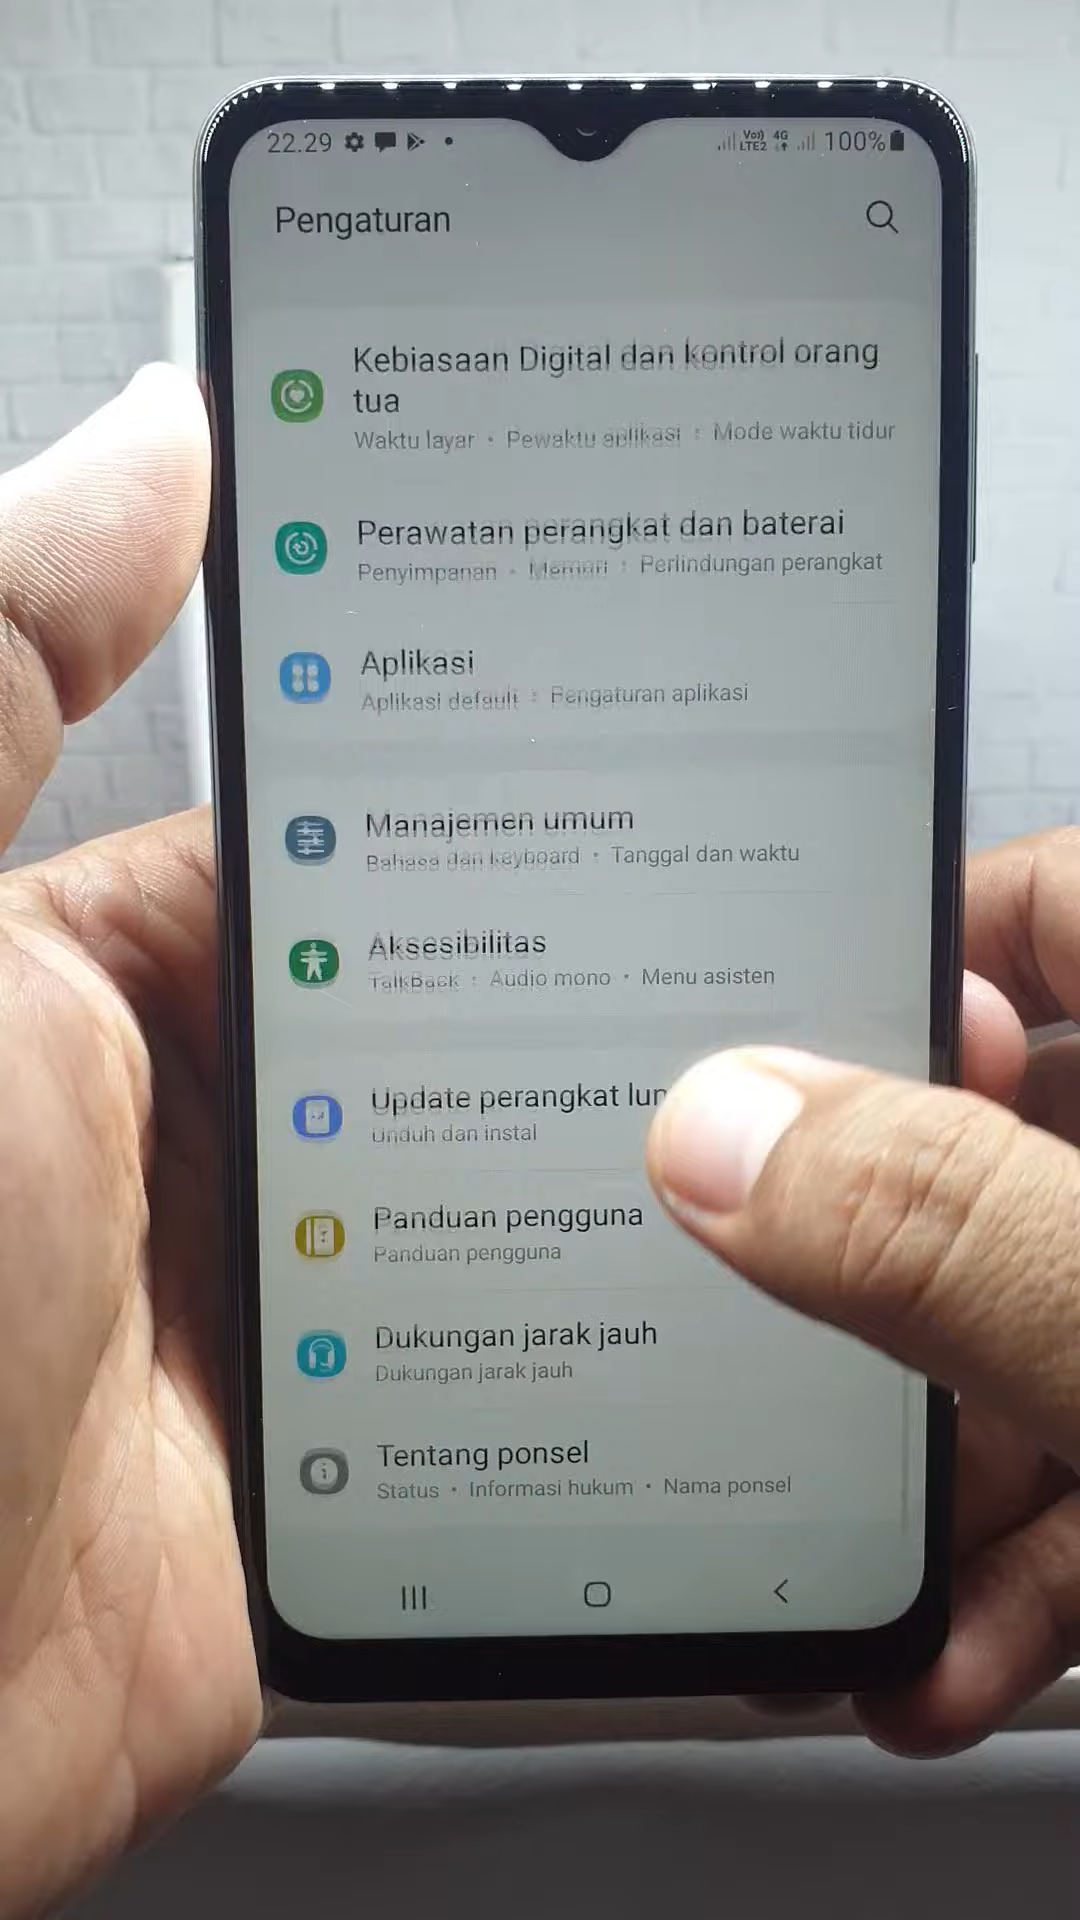 22.29 Vo)) LTE2 4G 100%
Pengaturan
Kebiasaan Digital dan kontrol orang
tua
Waktu layar • Pewaktu aplikasi • Mode waktu tidur
Perawatan perangkat dan baterai
Penyimpanan • Memori • Perlindungan perangkat
Aplikasi
Aplikasi default • Pengaturan aplikasi
Manajemen umum
Bahasa dan keyboard • Tanggal dan waktu
Aksesibilitas
TalkBack • Audio mono • Menu asisten
Update perangkat lun
Unduh dan instal
Panduan pengguna
Panduan pengguna
Dukungan jarak jauh
Dukungan jarak jauh
Tentang ponsel
Status • Informasi hukum • Nama ponsel